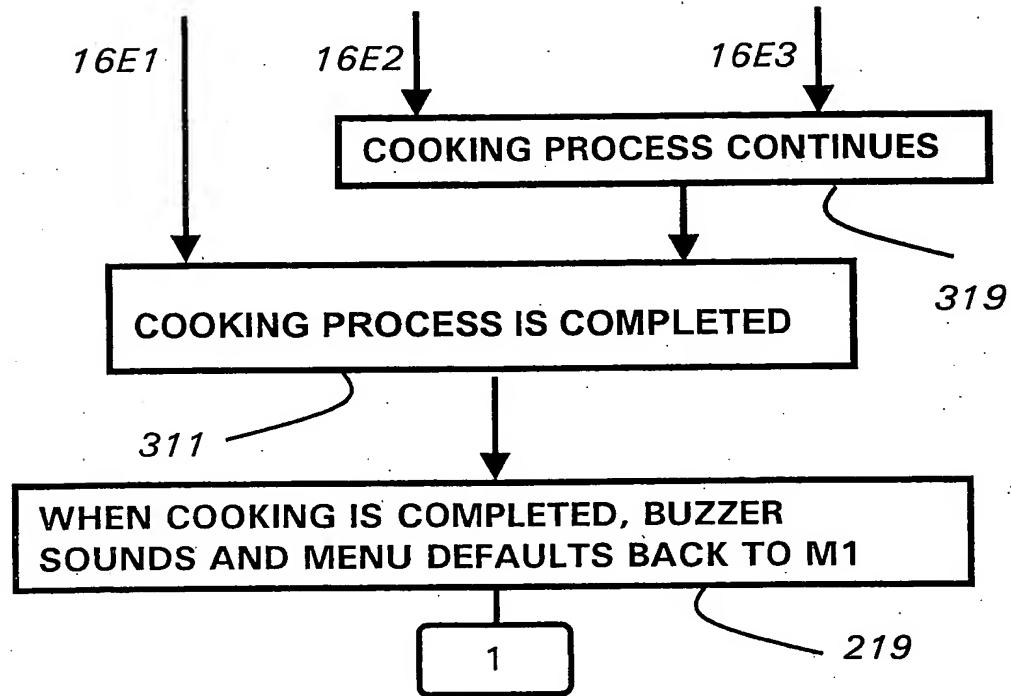 16E1
16E2
16E3
COOKING PROCESS CONTINUES
319
COOKING PROCESS IS COMPLETED
311
WHEN COOKING IS COMPLETED, BUZZER
SOUNDS AND MENU DEFAULTS BACK TO M1
219
1